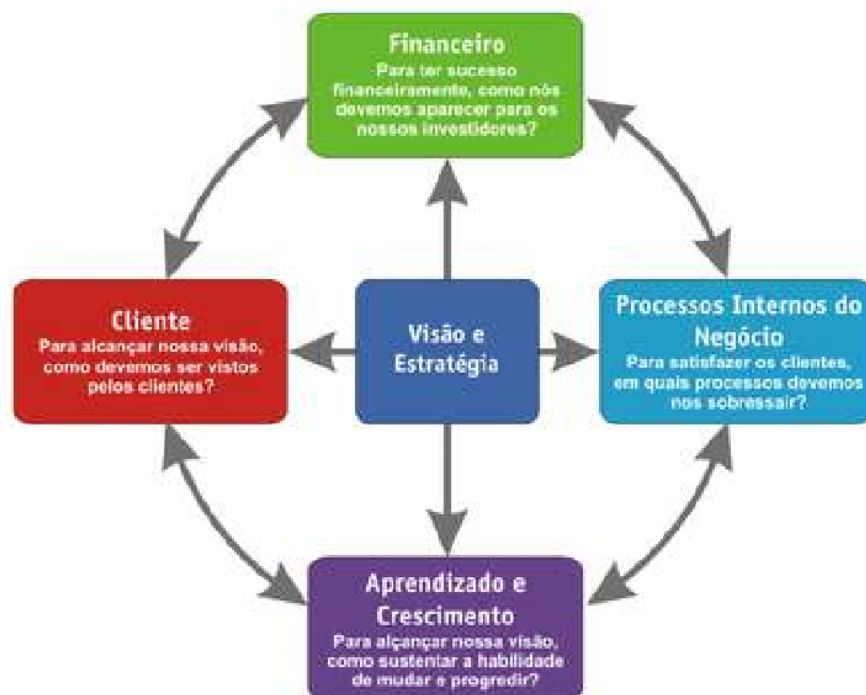 Financeiro
Para ter sucesso
financeiramente, como nós
devemos aparecer para os
nossos investidores?
Cliente
Para alcançar nossa visão,
como devemos ser vistos
pelos clientes?
Visão e
Estratégia
Processos Internos do
Negócio
Para satisfazer os clientes,
em quais processos devemos
nos sobressair?
Aprendizado e
Crescimento
Para alçançar nossa visão,
como sustentar a habilidade
de mudar e progredir?